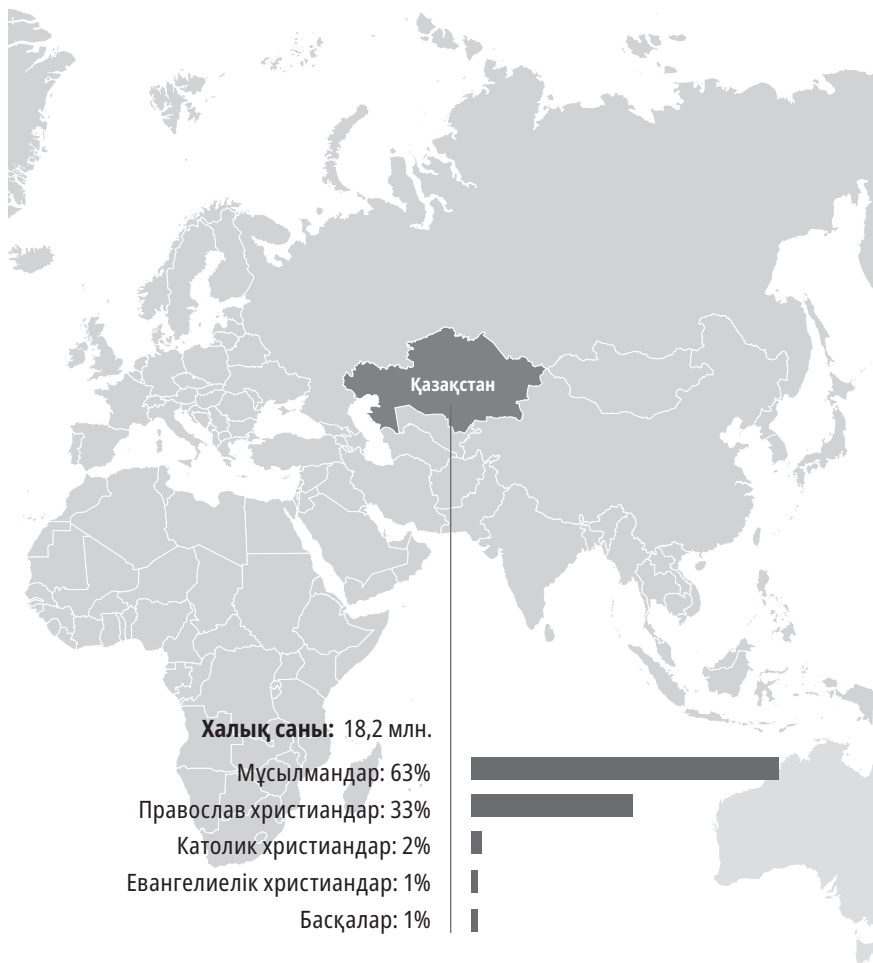 Қазақстан
Халық саны: 18,2 млн.
Мұсылмандар: 63%
Православ христиандар: 33%
Католик христиандар: 2%
Евангелиелік христиандар: 1%
Басқалар: 1%